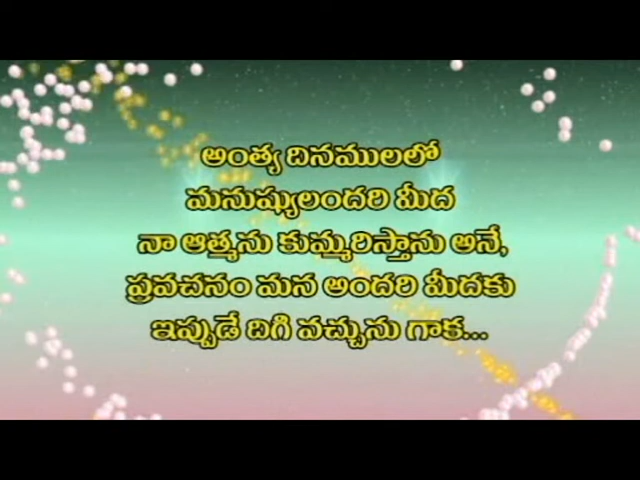 అంత్య దినములలో
మనుష్యులందరి మీద
నా ఆత్మను కుమ్మరిస్తాను అనే,
ప్రవచనం మన అందరి మీదకు
ఇప్పుడే దిగి వచ్చును గాక...